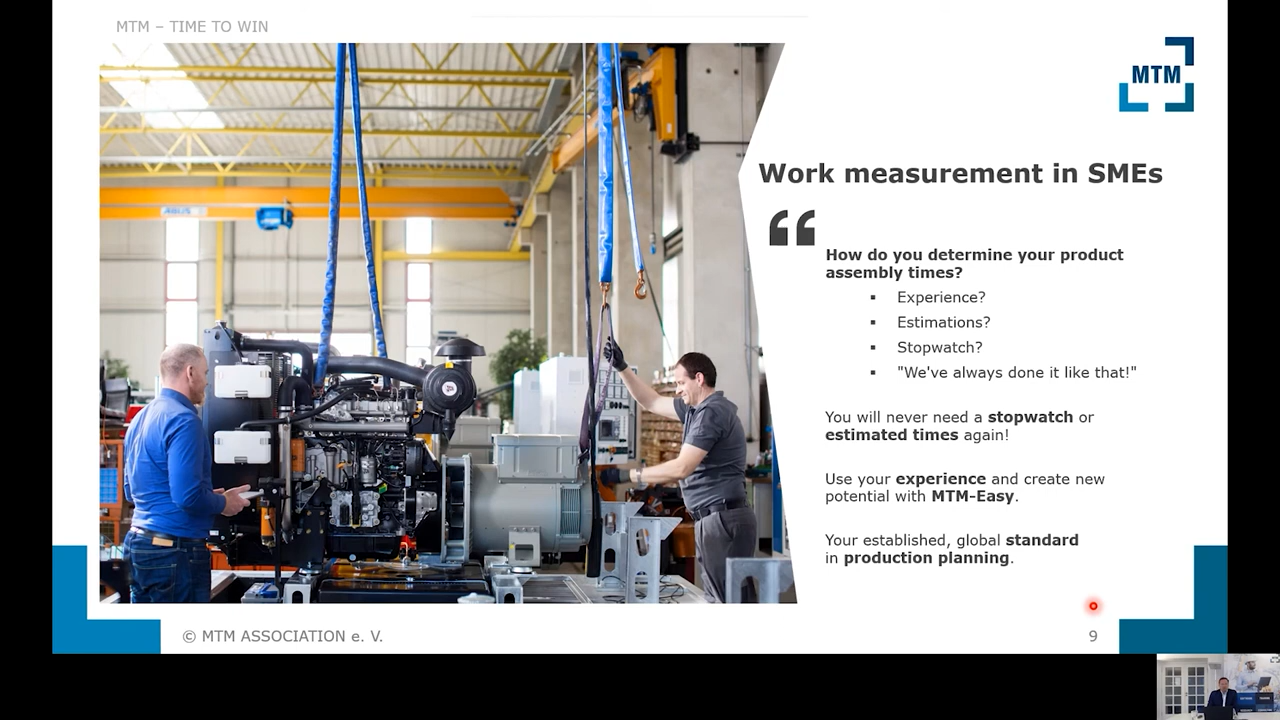 MTM – TIME TO WIN
MTM
Work measurement in SMEs
“
How do you determine your product
assembly times?
▪ Experience?
▪ Estimations?
▪ Stopwatch?
▪ "We've always done it like that!"
You will never need a stopwatch or
estimated times again!
Use your experience and create new
potential with MTM-Easy.
Your established, global standard
in production planning.
ABUS
© MTM ASSOCIATION e. V.
9